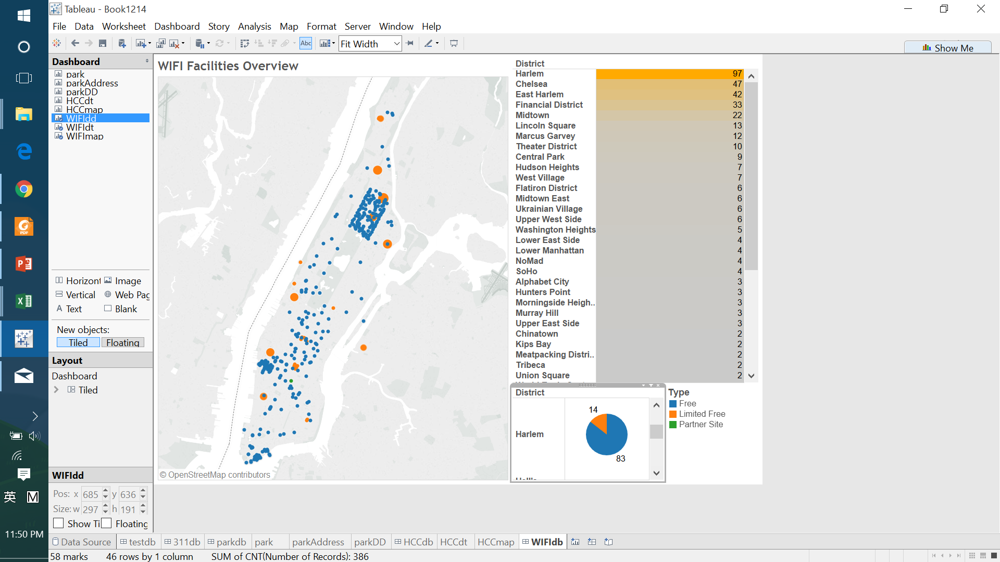 Tableau - Book1214
File Data Worksheet Dashboard Story Analysis Map Format Server Window Help
Abc
Fit Width
Show Me
Dashboard
park
parkAddress
parkDD
HCCdt
HCCmap
WIFIdd
WIFIdt
WIFImap
Horizont Image
Vertical Web Pag
A Text Blank
New objects:
Tiled Floating
Layout
Dashboard
Tiled
WIFIdd
Pos: x 685 y 636
Size: w 297 h 191
Show Ti Floating
WIFI Facilities Overview
© OpenStreetMap contributors
District
Harlem 97
Chelsea 47
East Harlem 42
Financial District 33
Midtown 22
Lincoln Square 13
Marcus Garvey 12
Theater District 10
Central Park 9
Hudson Heights 7
West Village 7
Flatiron District 6
Midtown East 6
Ukrainian Village 6
Upper West Side 6
Washington Heights 5
Lower East Side 4
Lower Manhattan 4
NoMad 4
SoHo 4
Alphabet City 3
Hunters Point 3
Morningside Heigh.. 3
Murray Hill 3
Upper East Side 3
Chinatown 2
Kips Bay 2
Meatpacking Distri.. 2
Tribeca 2
Union Square 2
District
14
Harlem
83
Type
Free
Limited Free
Partner Site
PDF
英 M
11:50 PM
Data Source testdb 311db parkdb park parkAddress parkDD HCCdb HCCdt HCCmap WIFIdb
58 marks 46 rows by 1 column SUM of CNT(Number of Records): 386